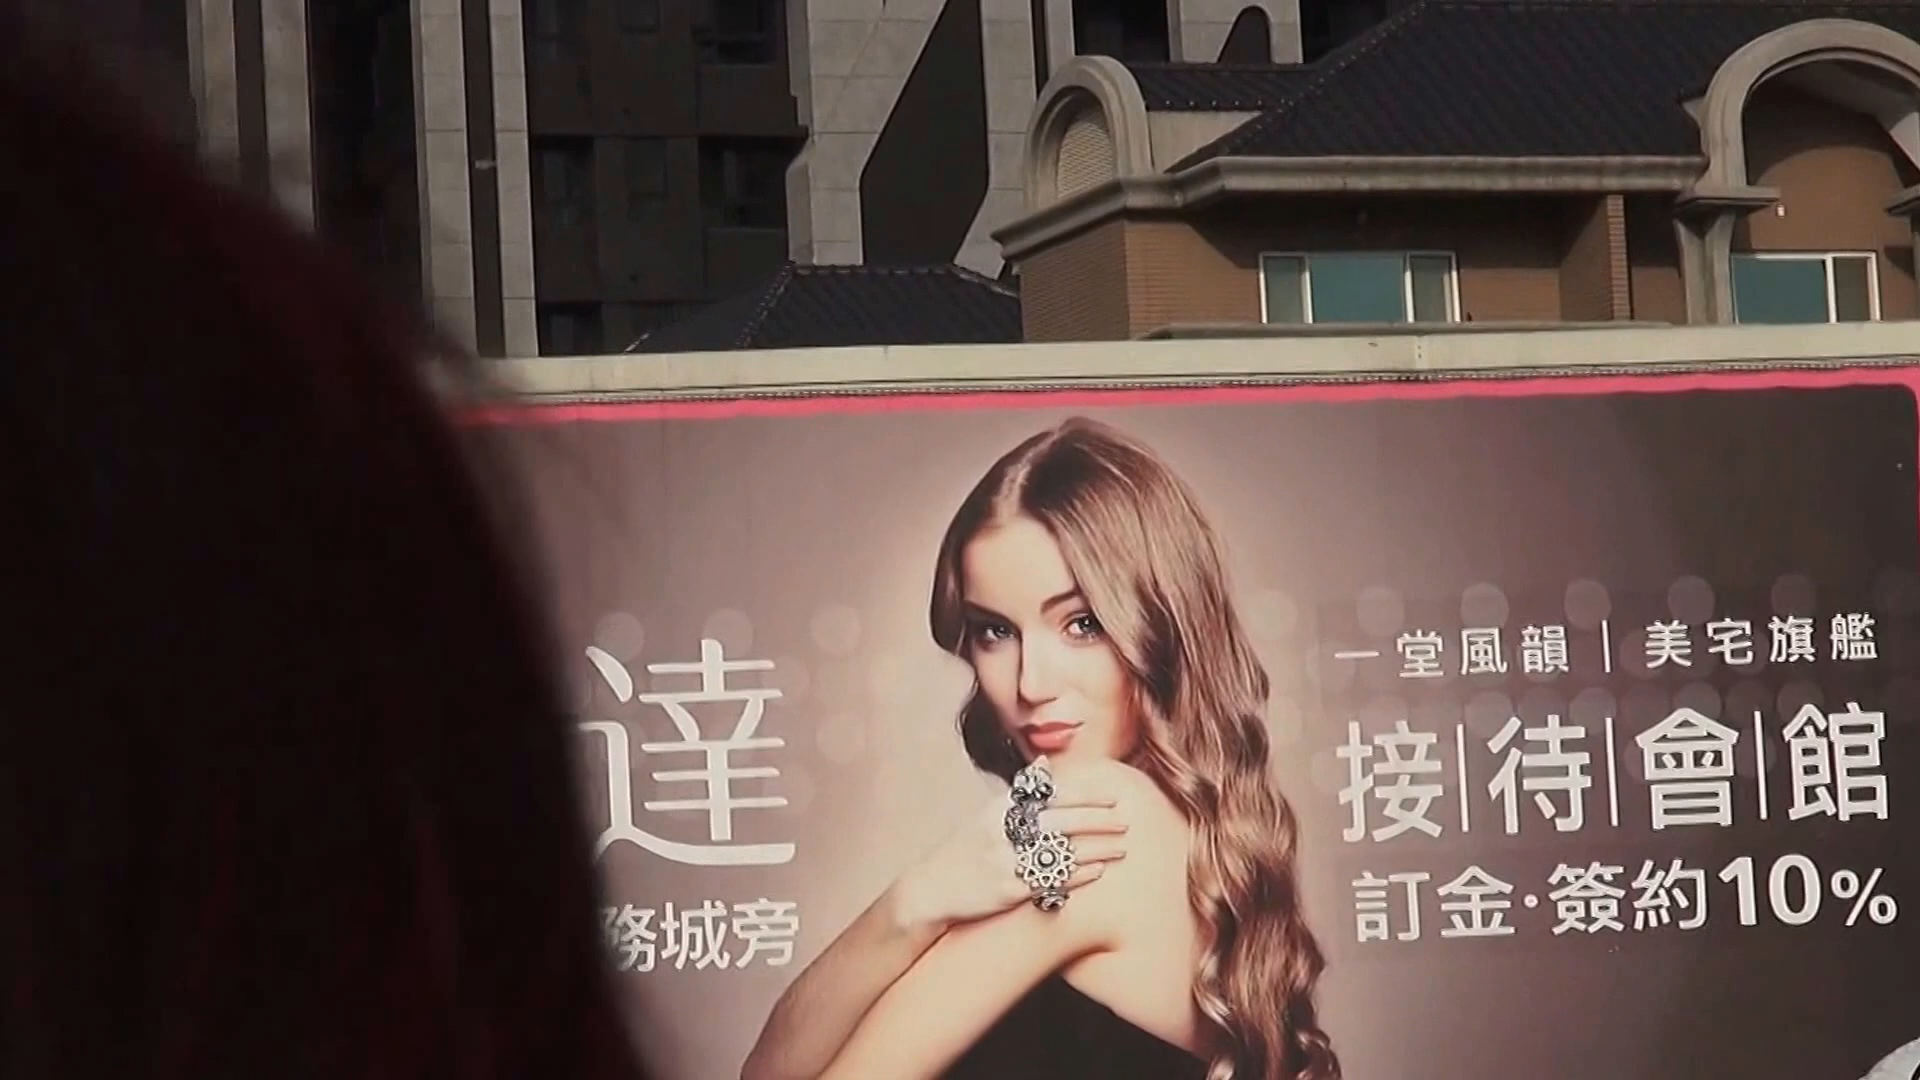 達
務城旁
一堂風韻｜美宅旗艦
接｜待｜會｜館
訂金·簽約10%